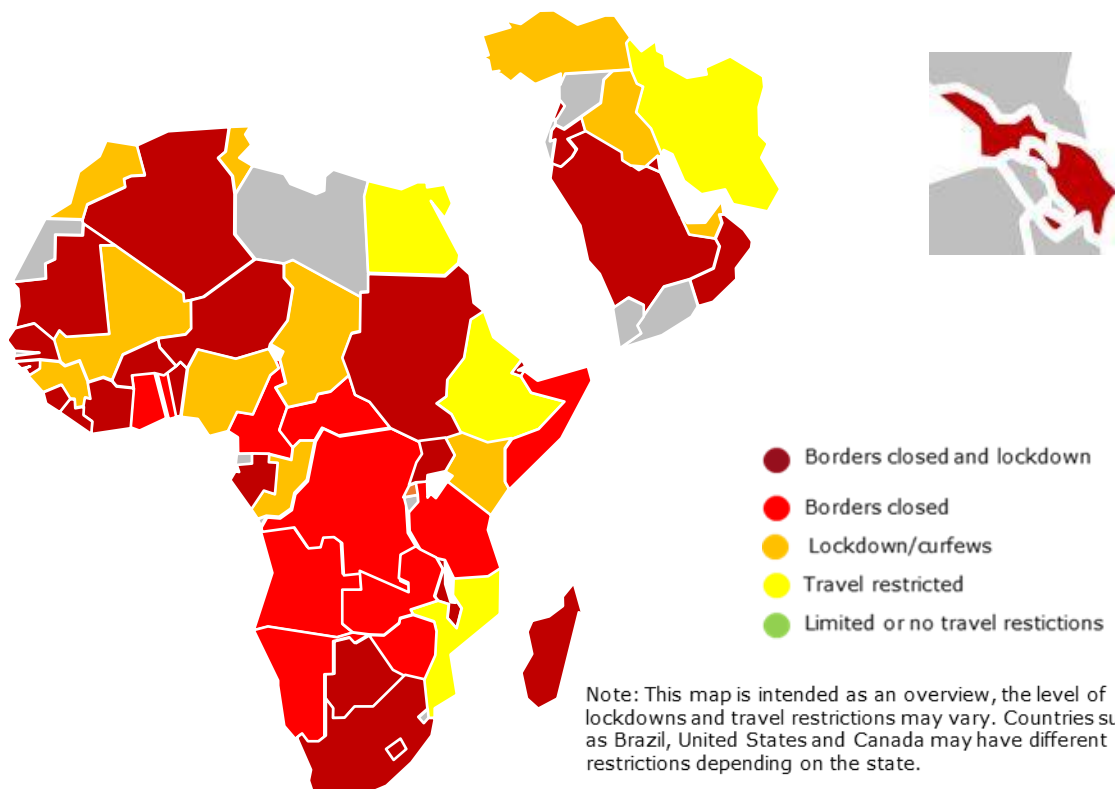 Borders closed and lockdown
Borders closed
Lockdown/curfews
Travel restricted
Limited or no travel restictions
Note: This map is intended as an overview, the level of
lockdowns and travel restrictions may vary. Countries su
as Brazil, United States and Canada may have different
restrictions depending on the state.